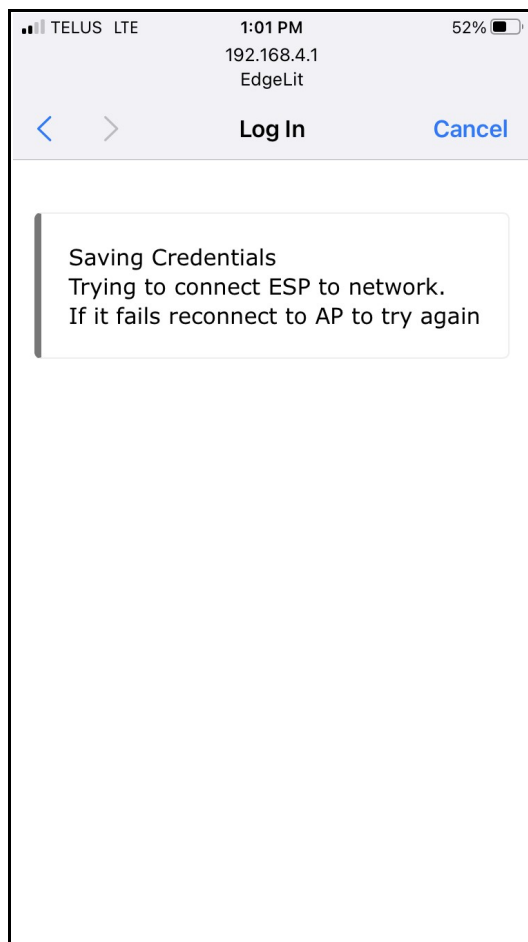 TELUS LTE 1:01 PM 52%
192.168.4.1
EdgeLit
Log In Cancel
Saving Credentials
Trying to connect ESP to network.
If it fails reconnect to AP to try again